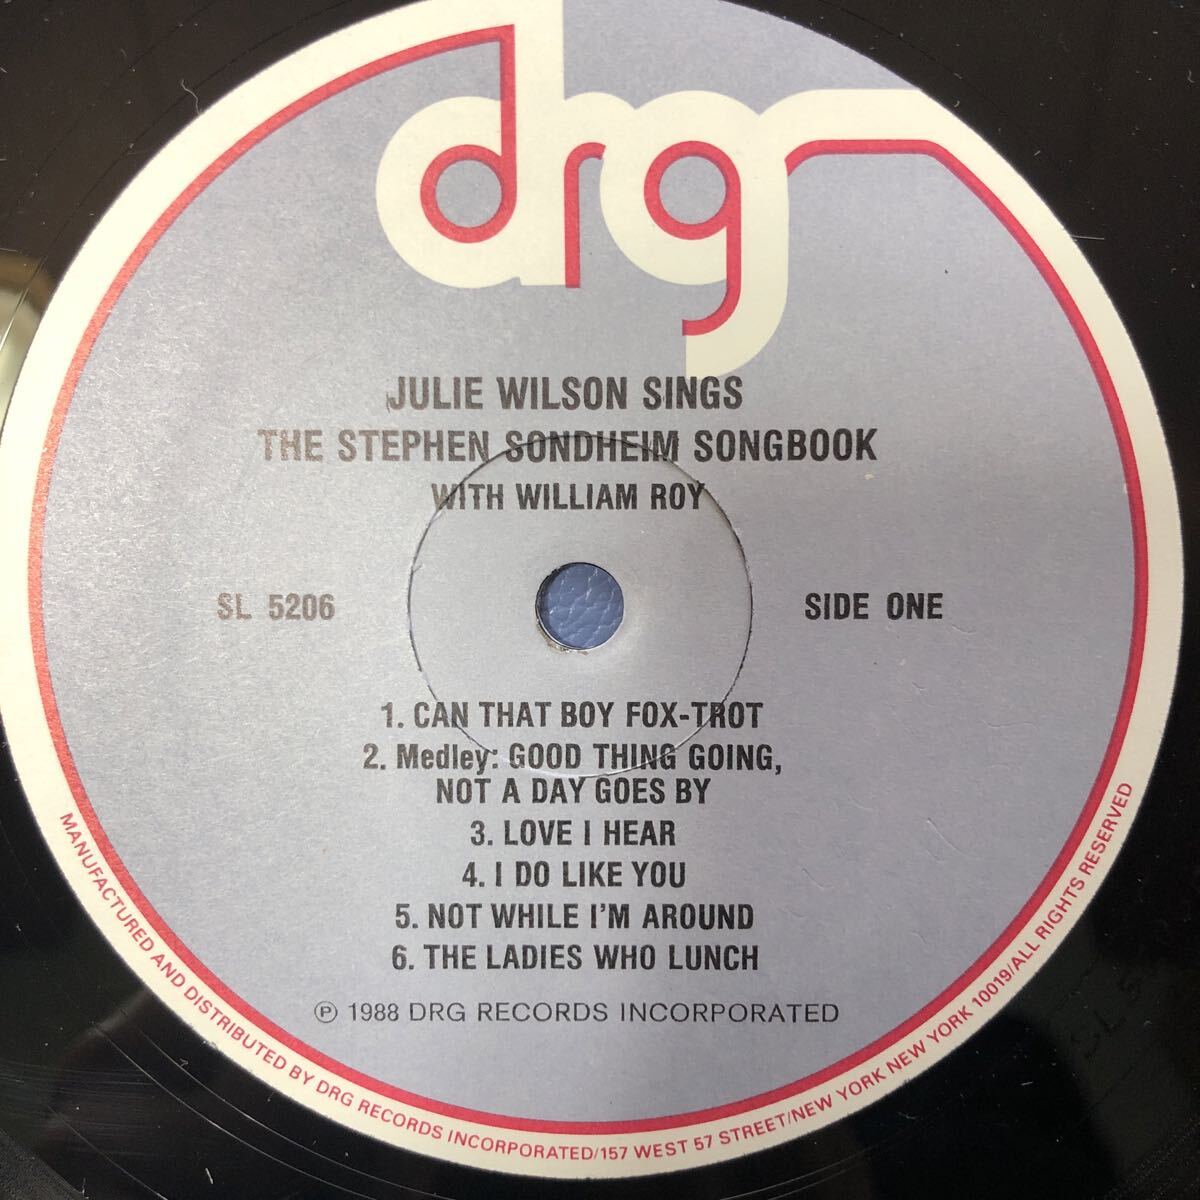 drg
JULIE WILSON SINGS
THE STEPHEN SONDHEIM SONGBOOK
WITH WILLIAM ROY
SL 5206
SIDE ONE
1. CAN THAT BOY FOX-TROT
2. Medley: GOOD THING GOING,
NOT A DAY GOES BY
3. LOVE I HEAR
4. I DO LIKE YOU
5. NOT WHILE I'M AROUND
6. THE LADIES WHO LUNCH
℗ 1988 DRG RECORDS INCORPORATED
MANUFACTURED AND DISTRIBUTED BY DRG RECORDS INCORPORATED/157 WEST 57 STREET/NEW YORK NEW YORK 10019/ALL RIGHTS RESERVED